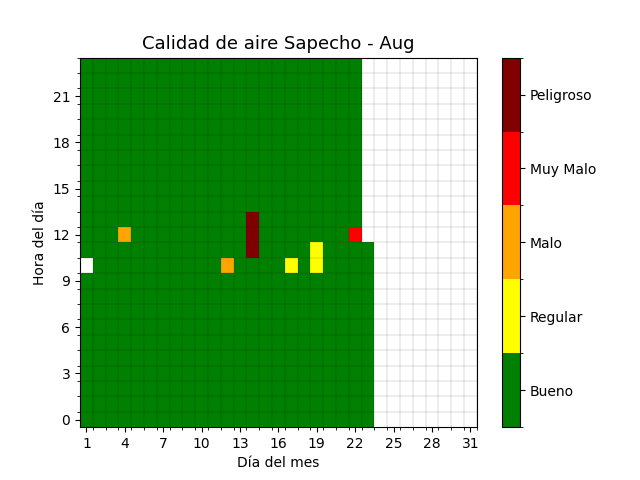 Calidad de aire Sapecho - Aug
21
18
15
12
9
6
3
0
Hora del día
1 4 7 10 13 16 19 22 25 28 31
Día del mes
Peligroso
Muy Malo
Malo
Regular
Bueno